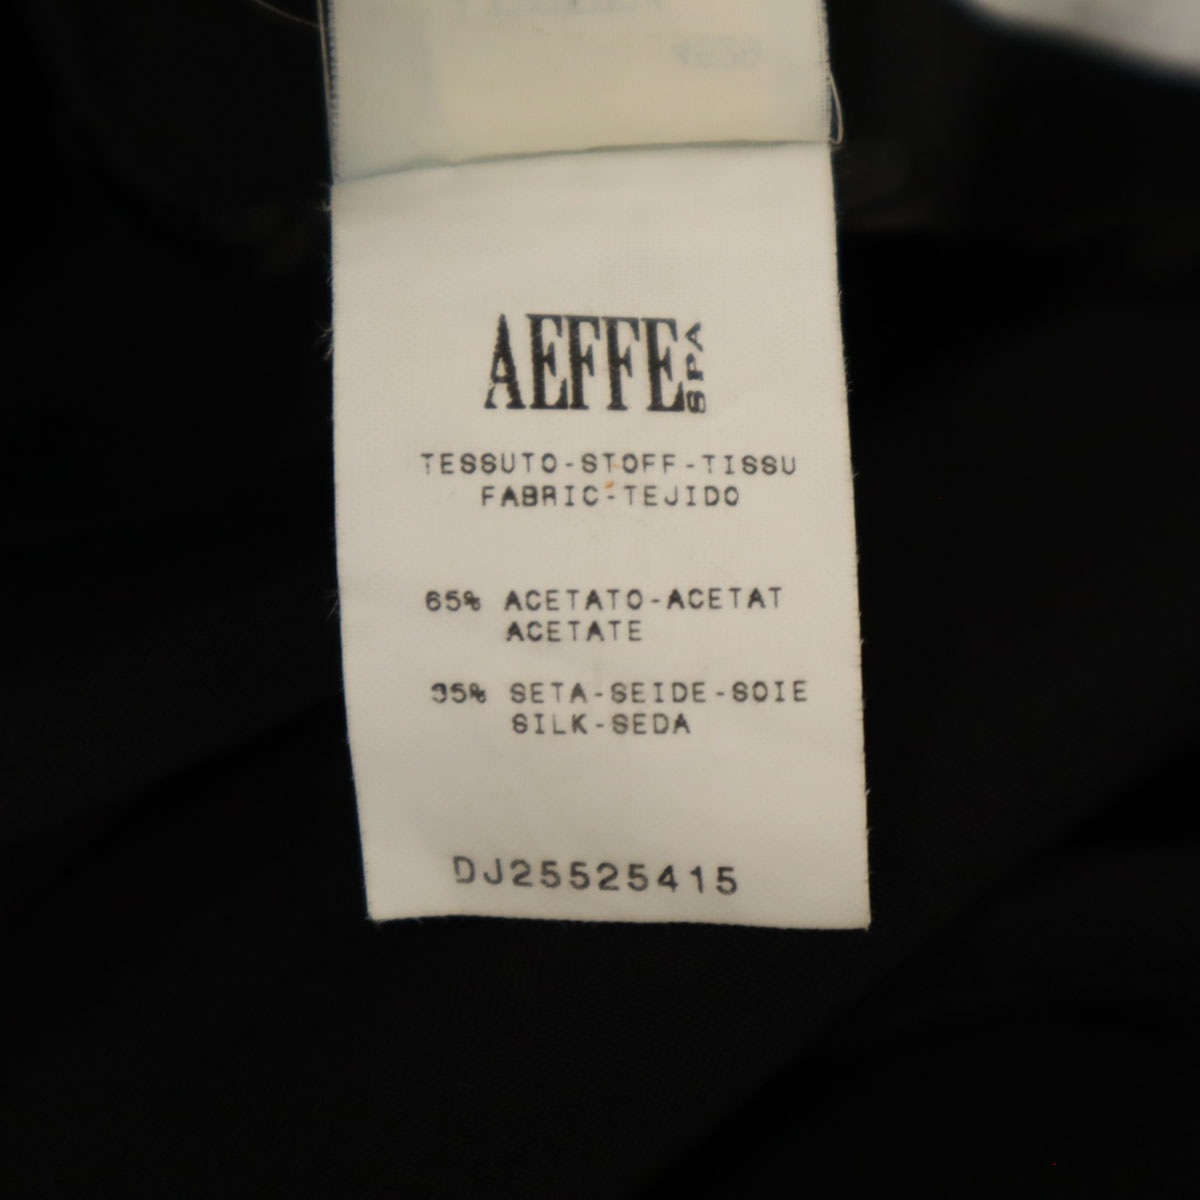 AEFFE SPA
TESSUTO-STOFF-TISSU
FABRIC-TEJIDO
65% ACETATO-ACETAT
ACETATE
35% SETA-SEIDE-SOIE
SILK-SEDA
DJ25525415